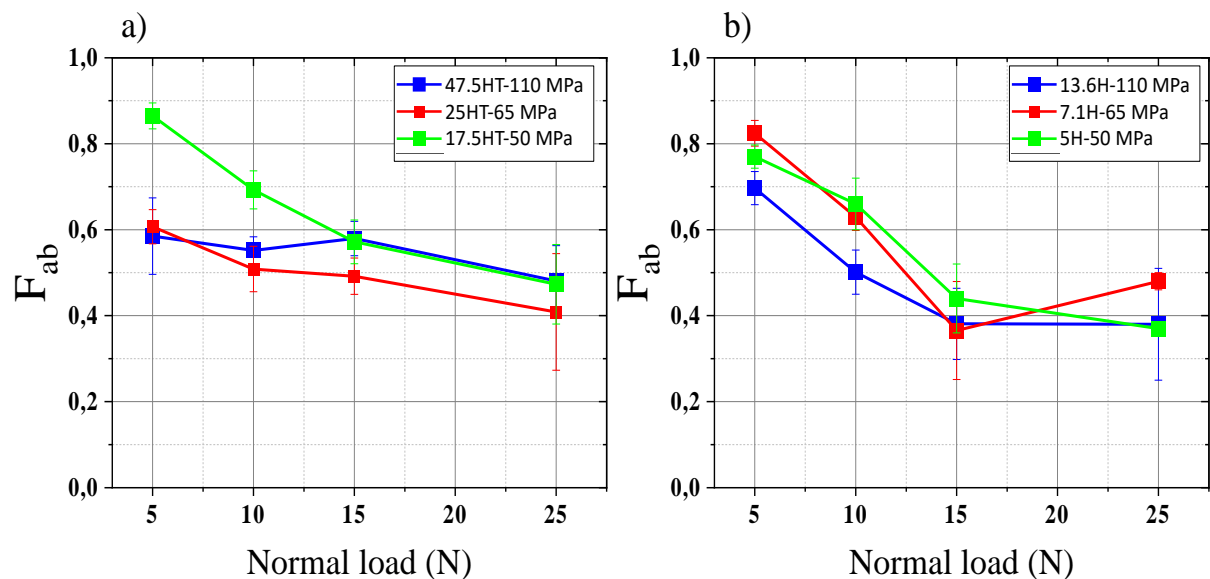 a)
1,0
0,8
0,6
0,4
0,2
0,0
F_ab
47.5HT-110 MPa
25HT-65 MPa
17.5HT-50 MPa
5 10 15 20 25
Normal load (N)
b)
1,0
0,8
0,6
0,4
0,2
0,0
F_ab
13.6H-110 MPa
7.1H-65 MPa
5H-50 MPa
5 10 15 20 25
Normal load (N)